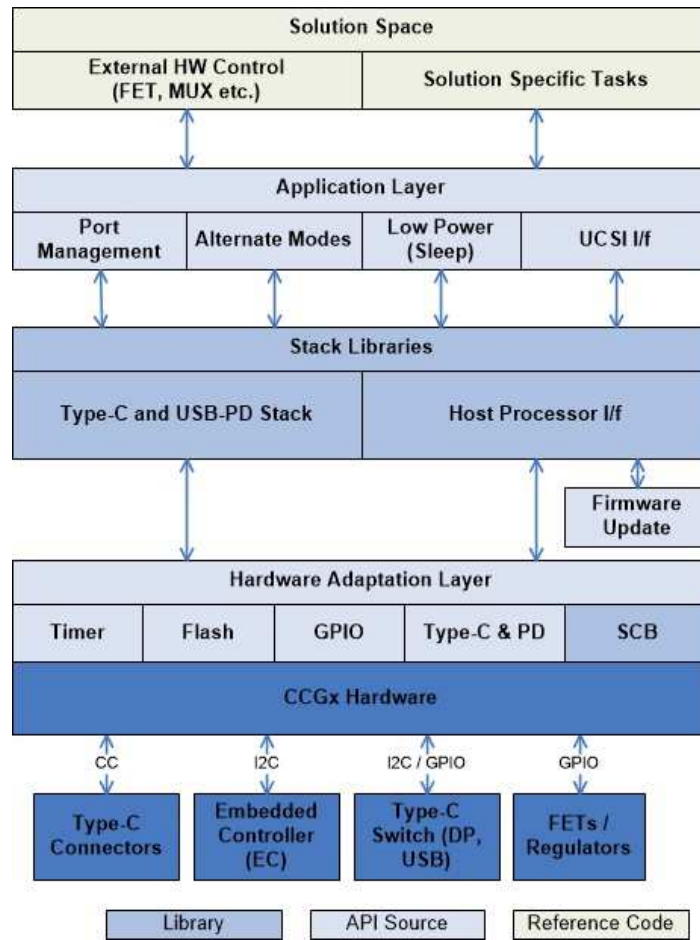 Solution Space
External HW Control
(FET, MUX etc.)
Solution Specific Tasks
Application Layer
Port
Management
Alternate Modes
Low Power
(Sleep)
UCSI I/f
Stack Libraries
Type-C and USB-PD Stack
Host Processor I/f
Firmware
Update
Hardware Adaptation Layer
Timer
Flash
GPIO
Type-C & PD
SCB
CCGx Hardware
CC
I2C
I2C / GPIO
GPIO
Type-C
Connectors
Embedded
Controller
(EC)
Type-C
Switch (DP,
USB)
FETs /
Regulators
Library
API Source
Reference Code